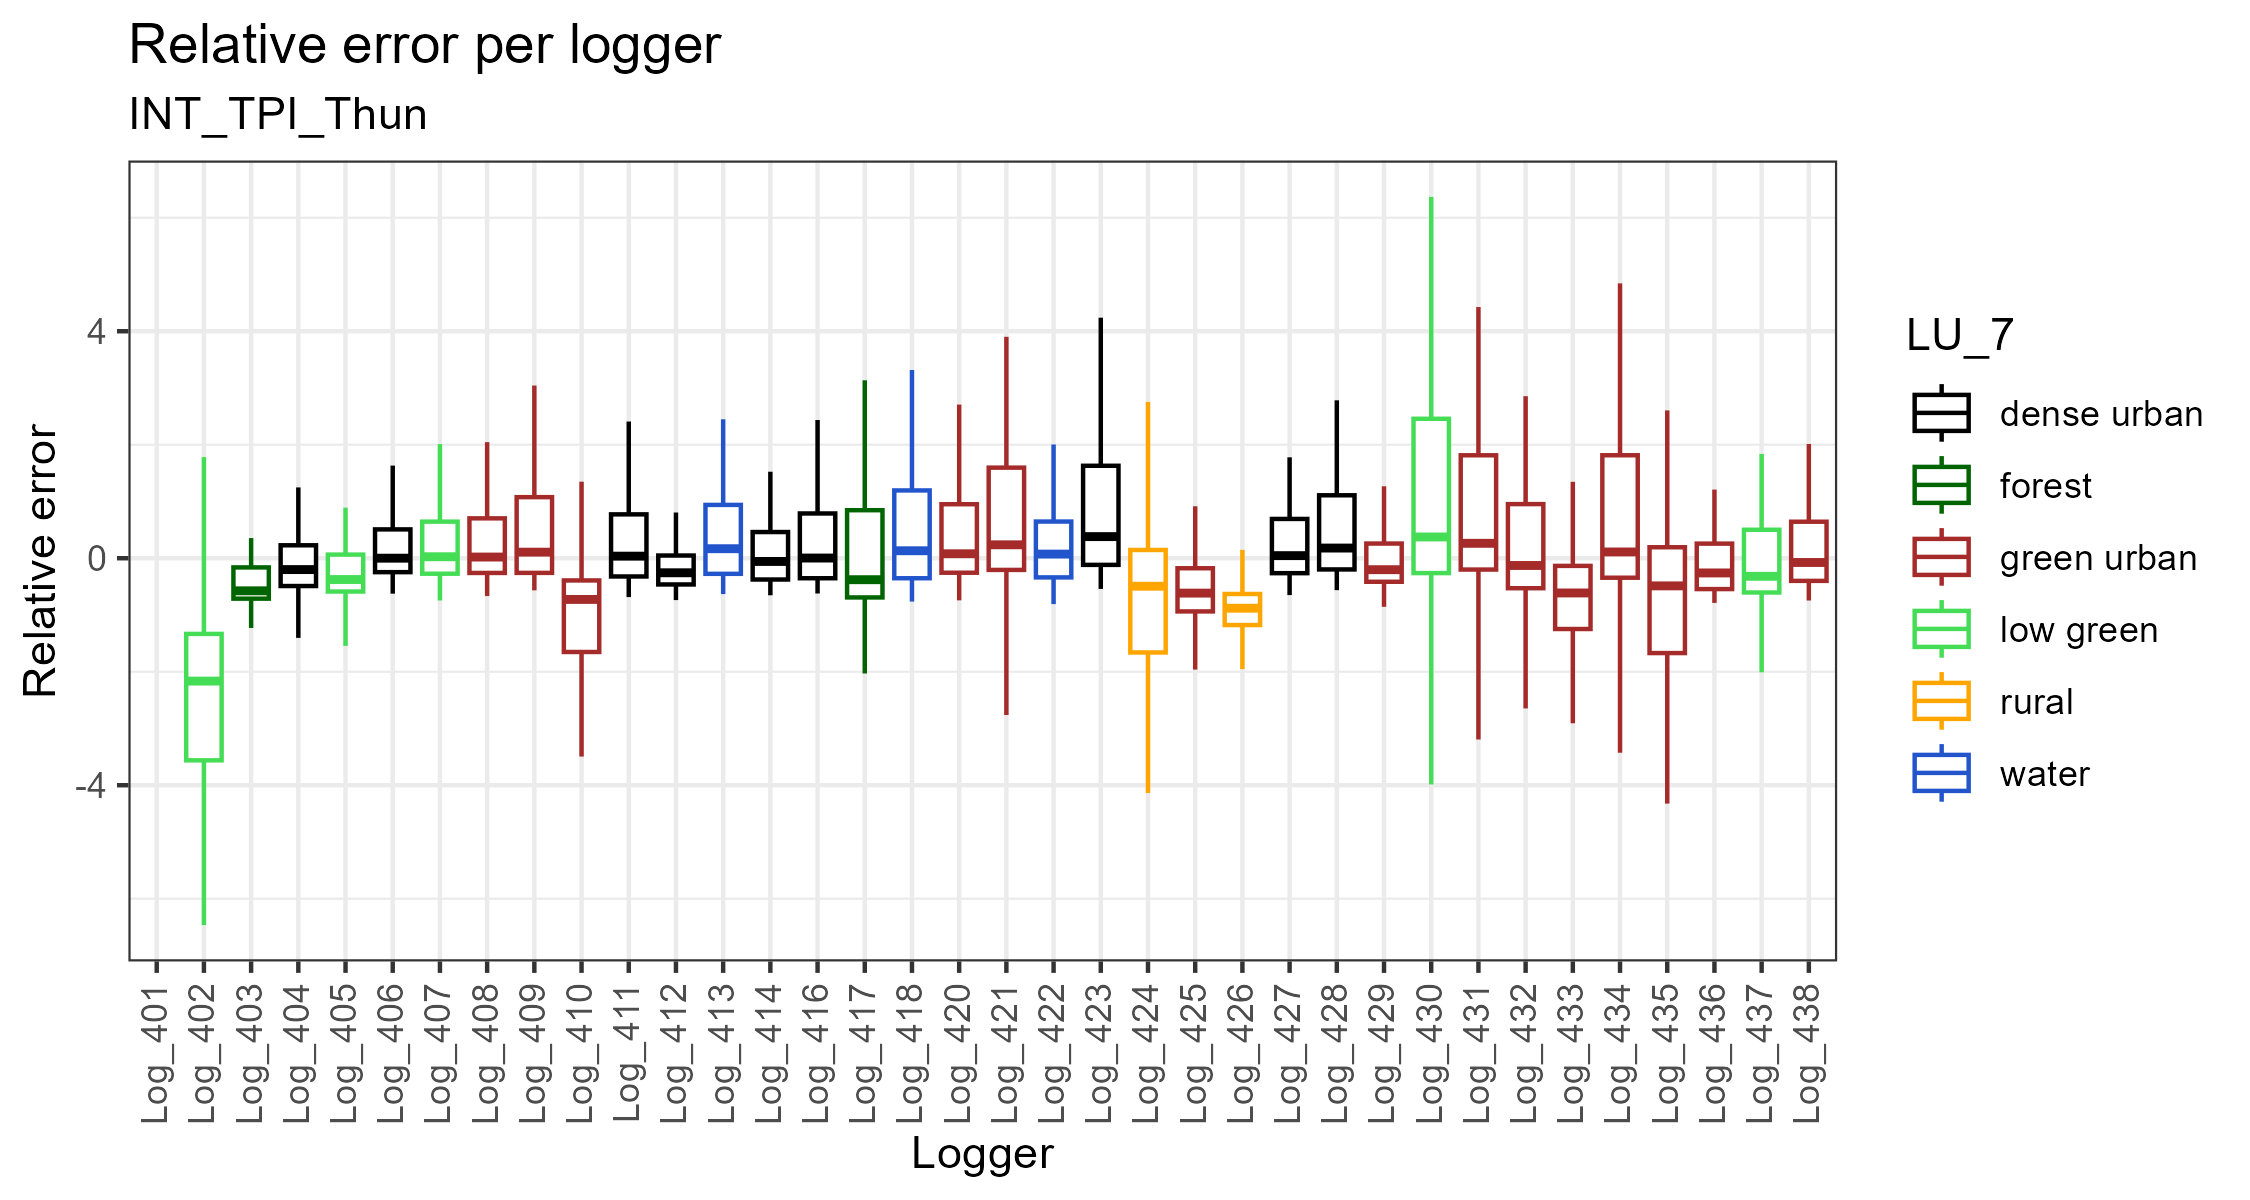 Relative error per logger
INT_TPI_Thun
Relative error
4
0
-4
Log_401
Log_402
Log_403
Log_404
Log_405
Log_406
Log_407
Log_408
Log_409
Log_410
Log_411
Log_412
Log_413
Log_414
Log_416
Log_417
Log_418
Log_420
Log_421
Log_422
Log_423
Log_424
Log_425
Log_426
Log_427
Log_428
Log_429
Log_430
Log_431
Log_432
Log_433
Log_434
Log_435
Log_436
Log_437
Log_438
Logger
LU_7
dense urban
forest
green urban
low green
rural
water